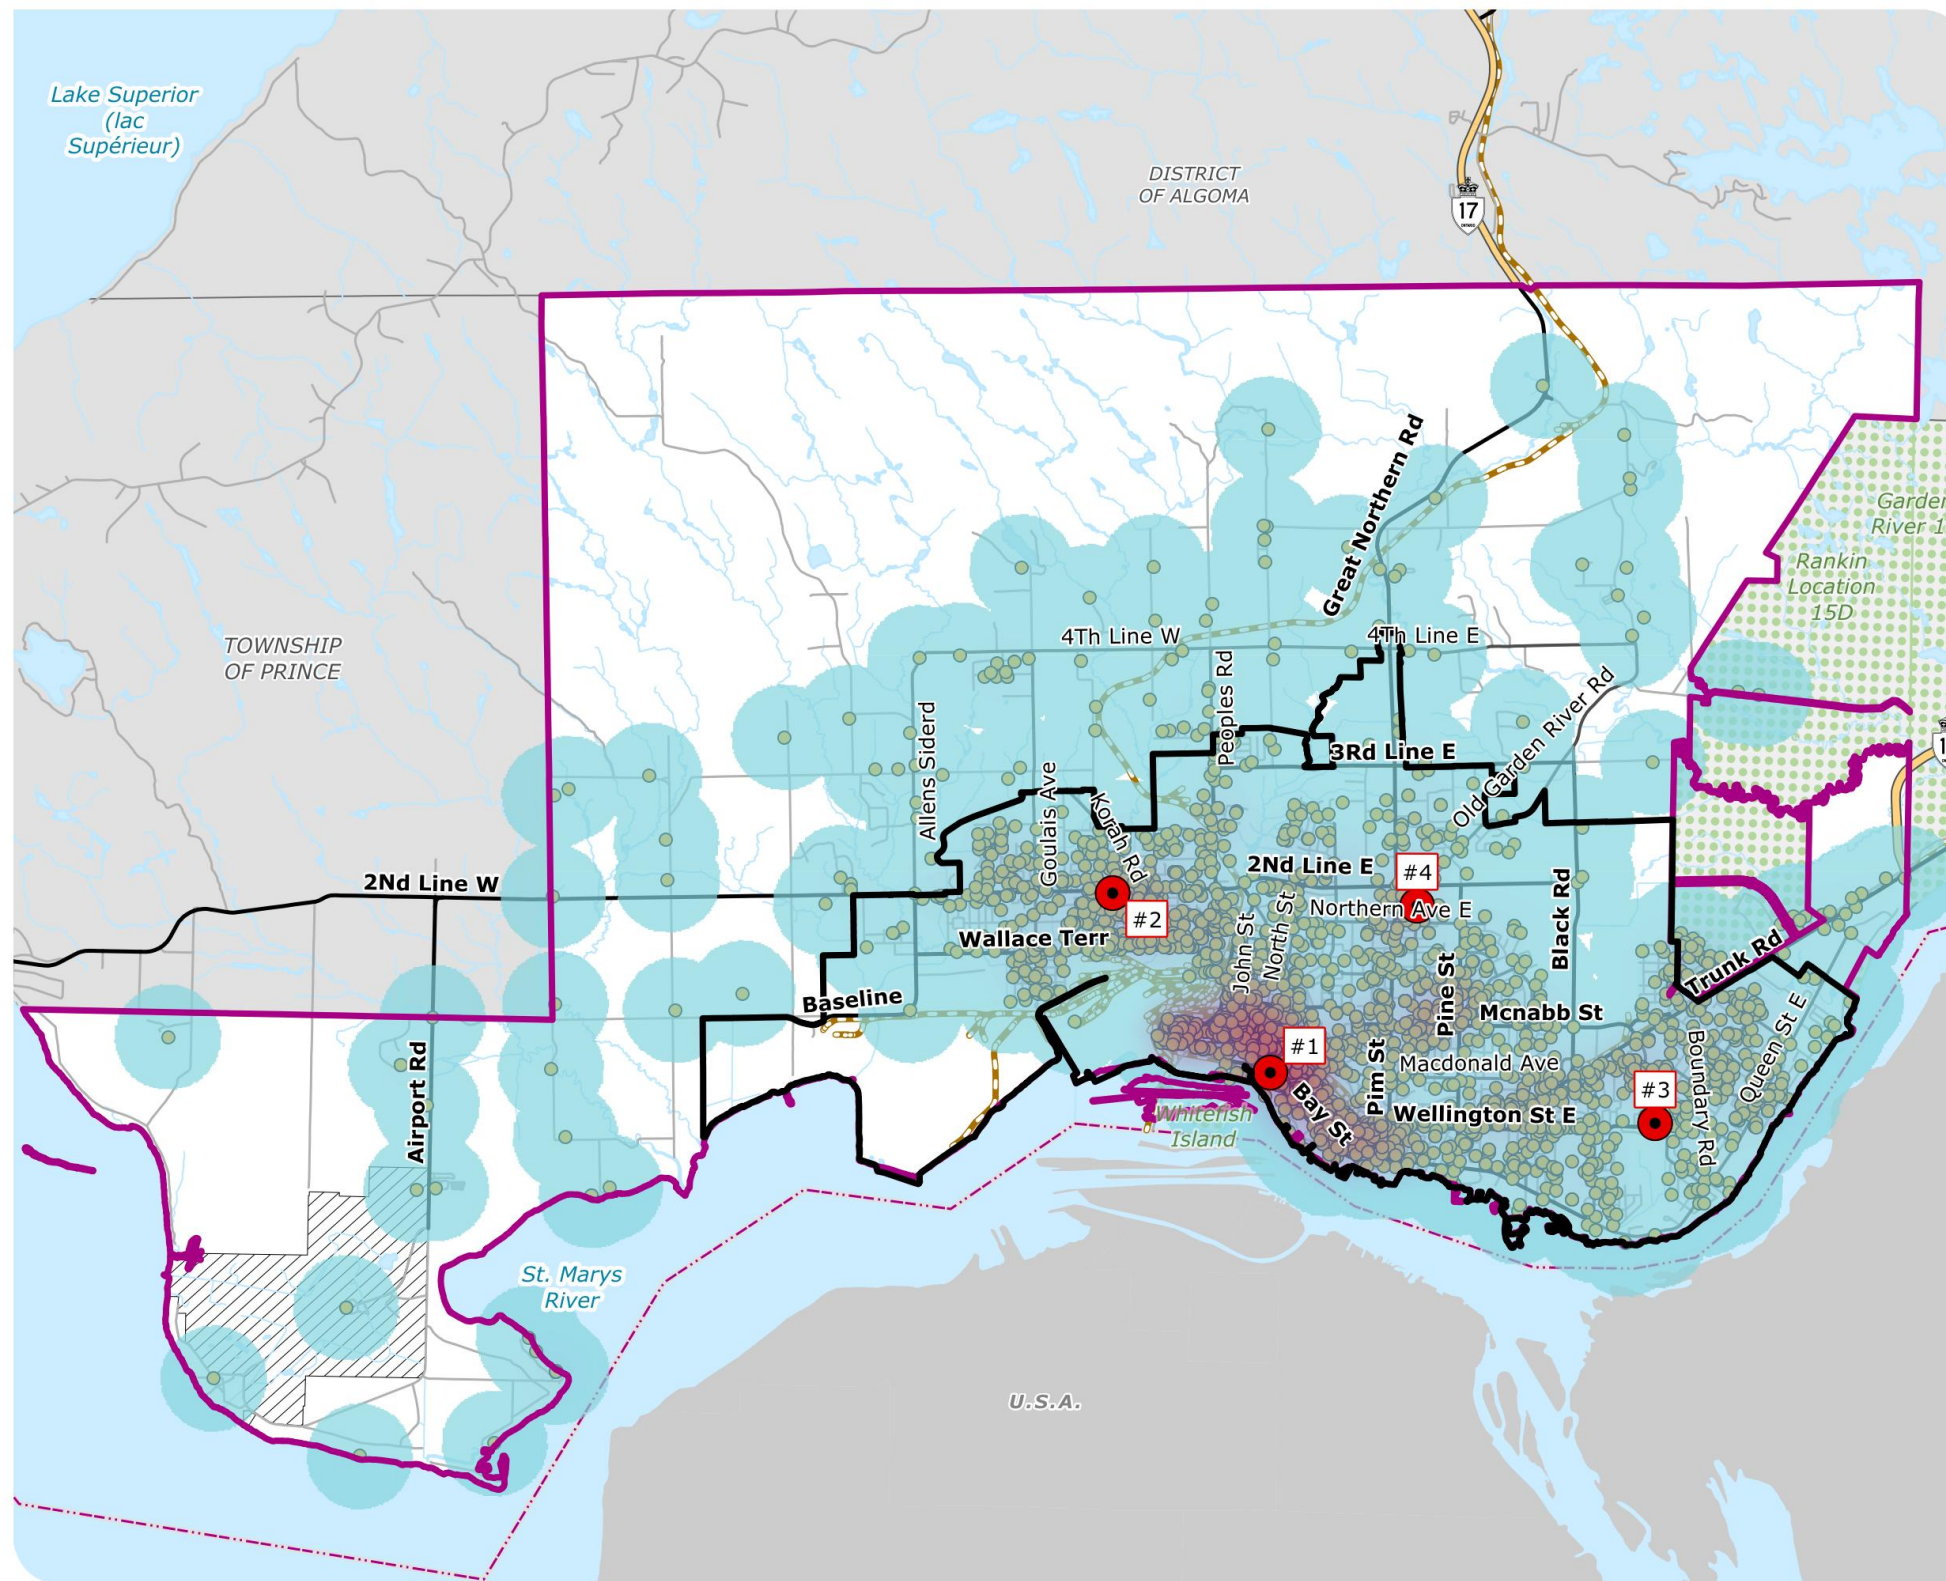 Lake Superior
(lac
Supérieur)
DISTRICT
OF ALGOMA
17
ONTARIO
Great Northern Rd
Garden
River 1
Rankin
Location
15D
TOWNSHIP
OF PRINCE
4Th Line W
4Th Line E
Peoples Rd
Old Garden River Rd
Allens Siderd
3Rd Line E
Goulais Ave
Korah Rd
2Nd Line W
2Nd Line E
#4
Northern Ave E
#2
Wallace Terr
John St
North St
Black Rd
Trunk Rd
Baseline
Pine St
Mcnabb St
#1
Macdonald Ave
Queen St E
Boundary Rd
#3
Airport Rd
Pim St
Bay St
Wellington St E
Whitefish
Island
St. Marys
River
U.S.A.